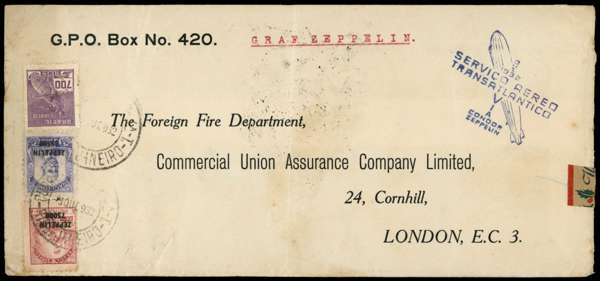 G.P.O. Box No. 420.
GRAF ZEPPELIN.
SERVIÇO AEREO
TRANSATLANTICO
VIA
CONDOR
ZEPPELIN
700
ZEPPELIN
ZEPPELIN
The Foreign Fire Department,
Commercial Union Assurance Company Limited,
24, Cornhill,
LONDON, E.C. 3.